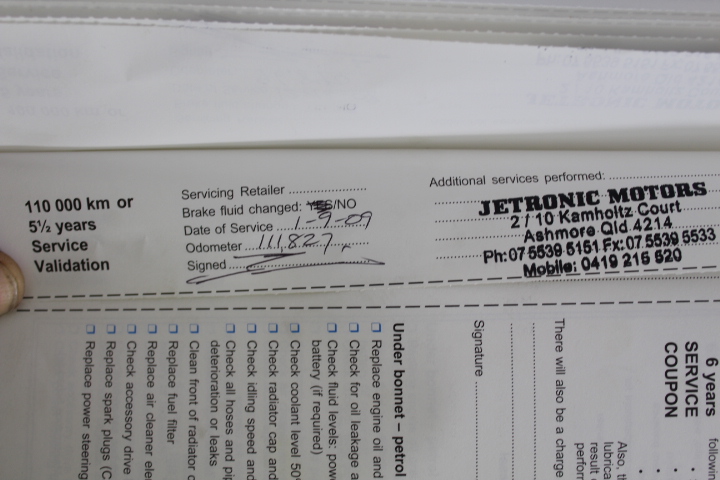 110 000 km or
5½ years
Service
Validation
Servicing Retailer ....................
Brake fluid changed: YES/NO
Date of Service 1-9-09
Odometer 111,827
Signed
Additional services performed:
JETRONIC MOTORS
2 / 10 Kamholtz Court
Ashmore Qld 4214
Ph: 07 5539 5151 Fx: 07 5539 5533
Mobile: 0419 216 820
6 years
SERVICE
COUPON
followin
Also, t
lubrica
result
perform
There will also be a charge
Signature
Under bonnet – petrol
Replace engine oil and
Check for oil leakage a
Check fluid levels: pow
battery (if required)
Check coolant level 50
Check radiator cap and
Check idling speed and
Check all hoses and pip
deterioration or leaks
Clean front of radiator c
Replace fuel filter
Replace air cleaner ele
Check accessory drive
Replace spark plugs (C
Replace power steering